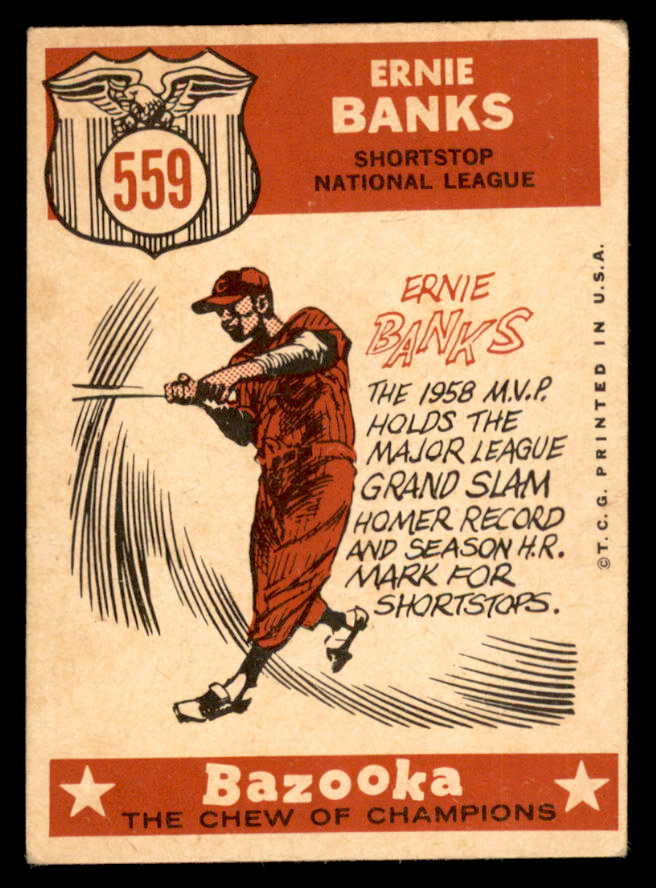 559
ERNIE
BANKS
SHORTSTOP
NATIONAL LEAGUE
C
ERNIE
BANKS
THE 1958 M.V.P.
HOLDS THE
MAJOR LEAGUE
GRAND SLAM
HOMER RECORD
AND SEASON H.R.
MARK FOR
SHORTSTOPS.
©T.C.G. PRINTED IN U.S.A.
Bazooka
THE CHEW OF CHAMPIONS